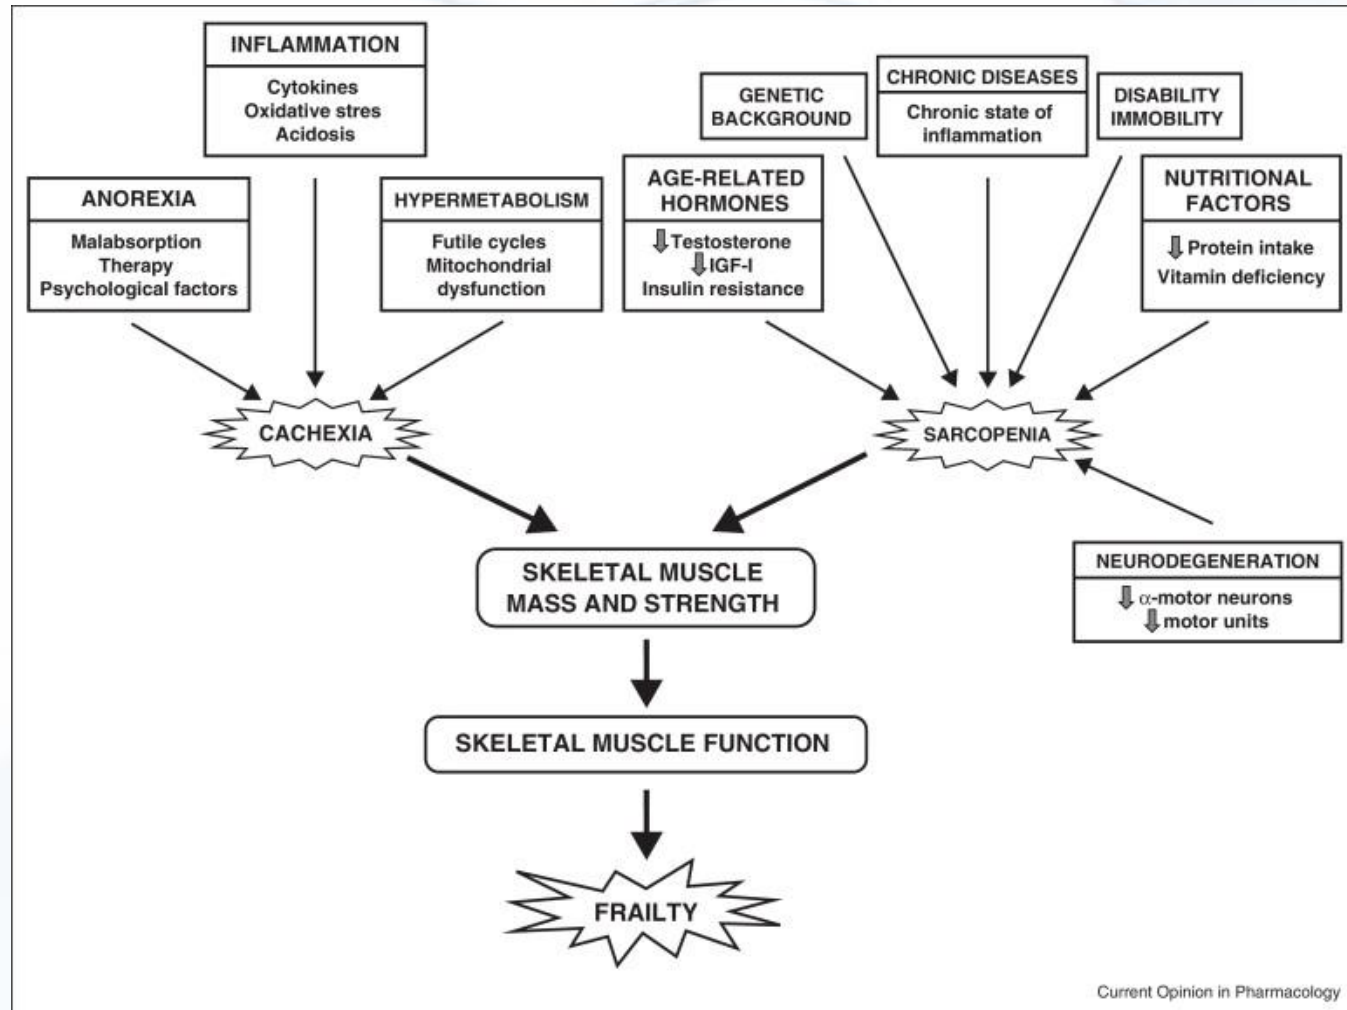 INFLAMMATION
Cytokines
Oxidative stres
Acidosis
ANOREXIA
Malabsorption
Therapy
Psychological factors
HYPERMETABOLISM
Futile cycles
Mitochondrial
dysfunction
CACHEXIA
GENETIC
BACKGROUND
CHRONIC DISEASES
Chronic state of
inflammation
DISABILITY
IMMOBILITY
AGE-RELATED
HORMONES
Testosterone
IGF-I
Insulin resistance
NUTRITIONAL
FACTORS
Protein intake
Vitamin deficiency
SARCOPENIA
NEURODEGENERATION
α-motor neurons
motor units
SKELETAL MUSCLE
MASS AND STRENGTH
SKELETAL MUSCLE FUNCTION
FRAILTY
Current Opinion in Pharmacology